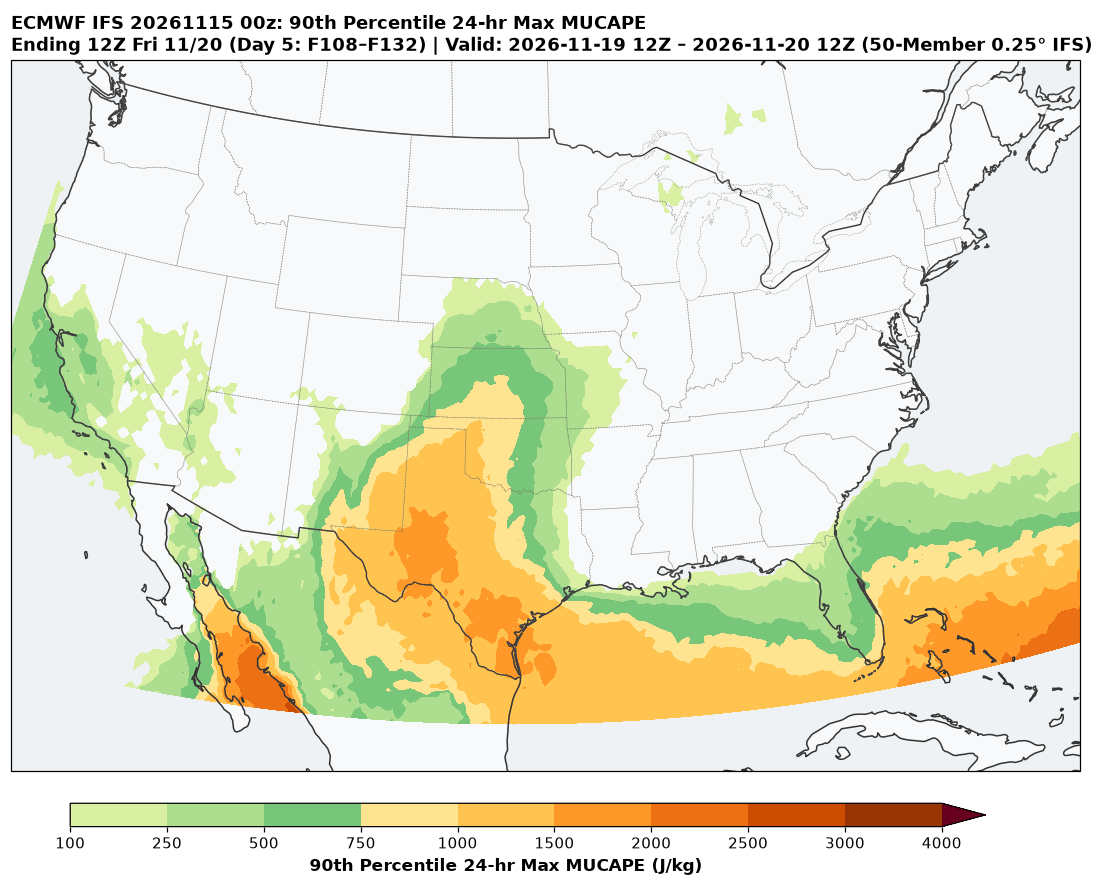 ECMWF IFS 20261115 00z: 90th Percentile 24-hr Max MUCAPE
Ending 12Z Fri 11/20 (Day 5: F108–F132) | Valid: 2026-11-19 12Z – 2026-11-20 12Z (50-Member 0.25° IFS)
100 250 500 750 1000 1500 2000 2500 3000 4000
90th Percentile 24-hr Max MUCAPE (J/kg)